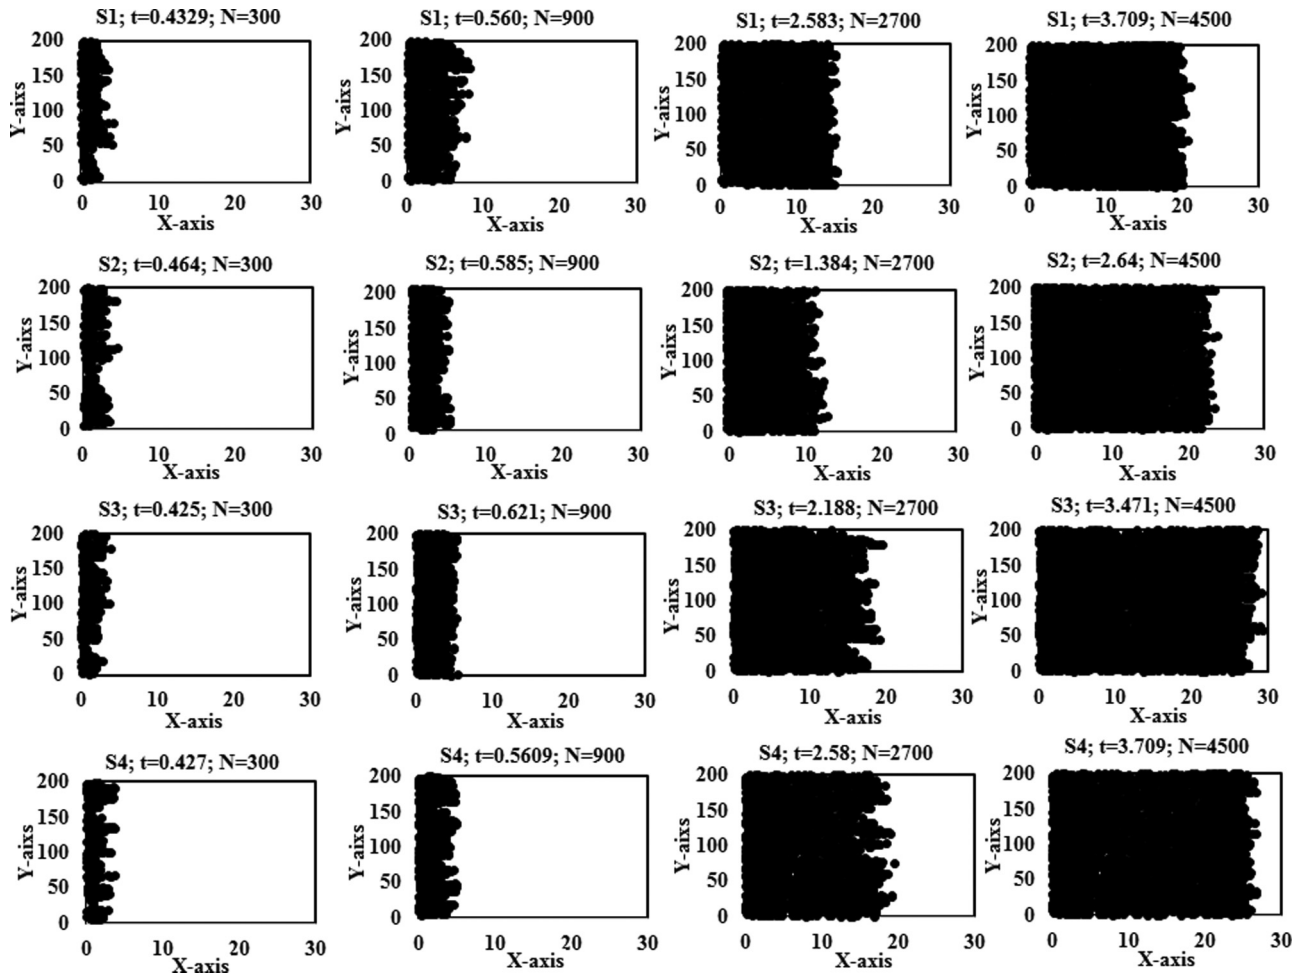 S1; t=0.4329; N=300
200
150
100
50
0
Y-aixs
0 10 20 30
X-axis
S1; t=0.560; N=900
200
150
100
50
0
Y-aixs
0 10 20 30
X-axis
S1; t=2.583; N=2700
200
150
100
50
0
Y-aixs
0 10 20 30
X-axis
S1; t=3.709; N=4500
200
150
100
50
0
Y-aixs
0 10 20 30
X-axis
S2; t=0.464; N=300
200
150
100
50
0
Y-aixs
0 10 20 30
X-axis
S2; t=0.585; N=900
200
150
100
50
0
Y-aixs
0 10 20 30
X-axis
S2; t=1.384; N=2700
200
150
100
50
0
Y-aixs
0 10 20 30
X-axis
S2; t=2.64; N=4500
200
150
100
50
0
Y-aixs
0 10 20 30
X-axis
S3; t=0.425; N=300
200
150
100
50
0
Y-aixs
0 10 20 30
X-axis
S3; t=0.621; N=900
200
150
100
50
0
Y-aixs
0 10 20 30
X-axis
S3; t=2.188; N=2700
200
150
100
50
0
Y-aixs
0 10 20 30
X-axis
S3; t=3.471; N=4500
200
150
100
50
0
Y-aixs
0 10 20 30
X-axis
S4; t=0.427; N=300
200
150
100
50
0
Y-aixs
0 10 20 30
X-axis
S4; t=0.5609; N=900
200
150
100
50
0
Y-aixs
0 10 20 30
X-axis
S4; t=2.58; N=2700
200
150
100
50
0
Y-aixs
0 10 20 30
X-axis
S4; t=3.709; N=4500
200
150
100
50
0
Y-aixs
0 10 20 30
X-axis